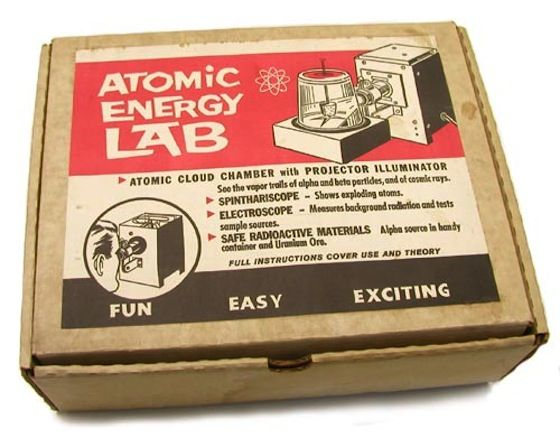 ATOMiC
ENERGY
LAB
ATOMIC CLOUD CHAMBER with PROJECTOR ILLUMINATOR
See the vapor trails of alpha and beta particles, and of cosmic rays.
SPINTHARISCOPE – Shows exploding atoms.
ELECTROSCOPE – Measures background radiation and tests
sample sources.
SAFE RADIOACTIVE MATERIALS Alpha source in handy
container and Uranium Ore.
FULL INSTRUCTIONS COVER USE AND THEORY
FUN EASY EXCITING